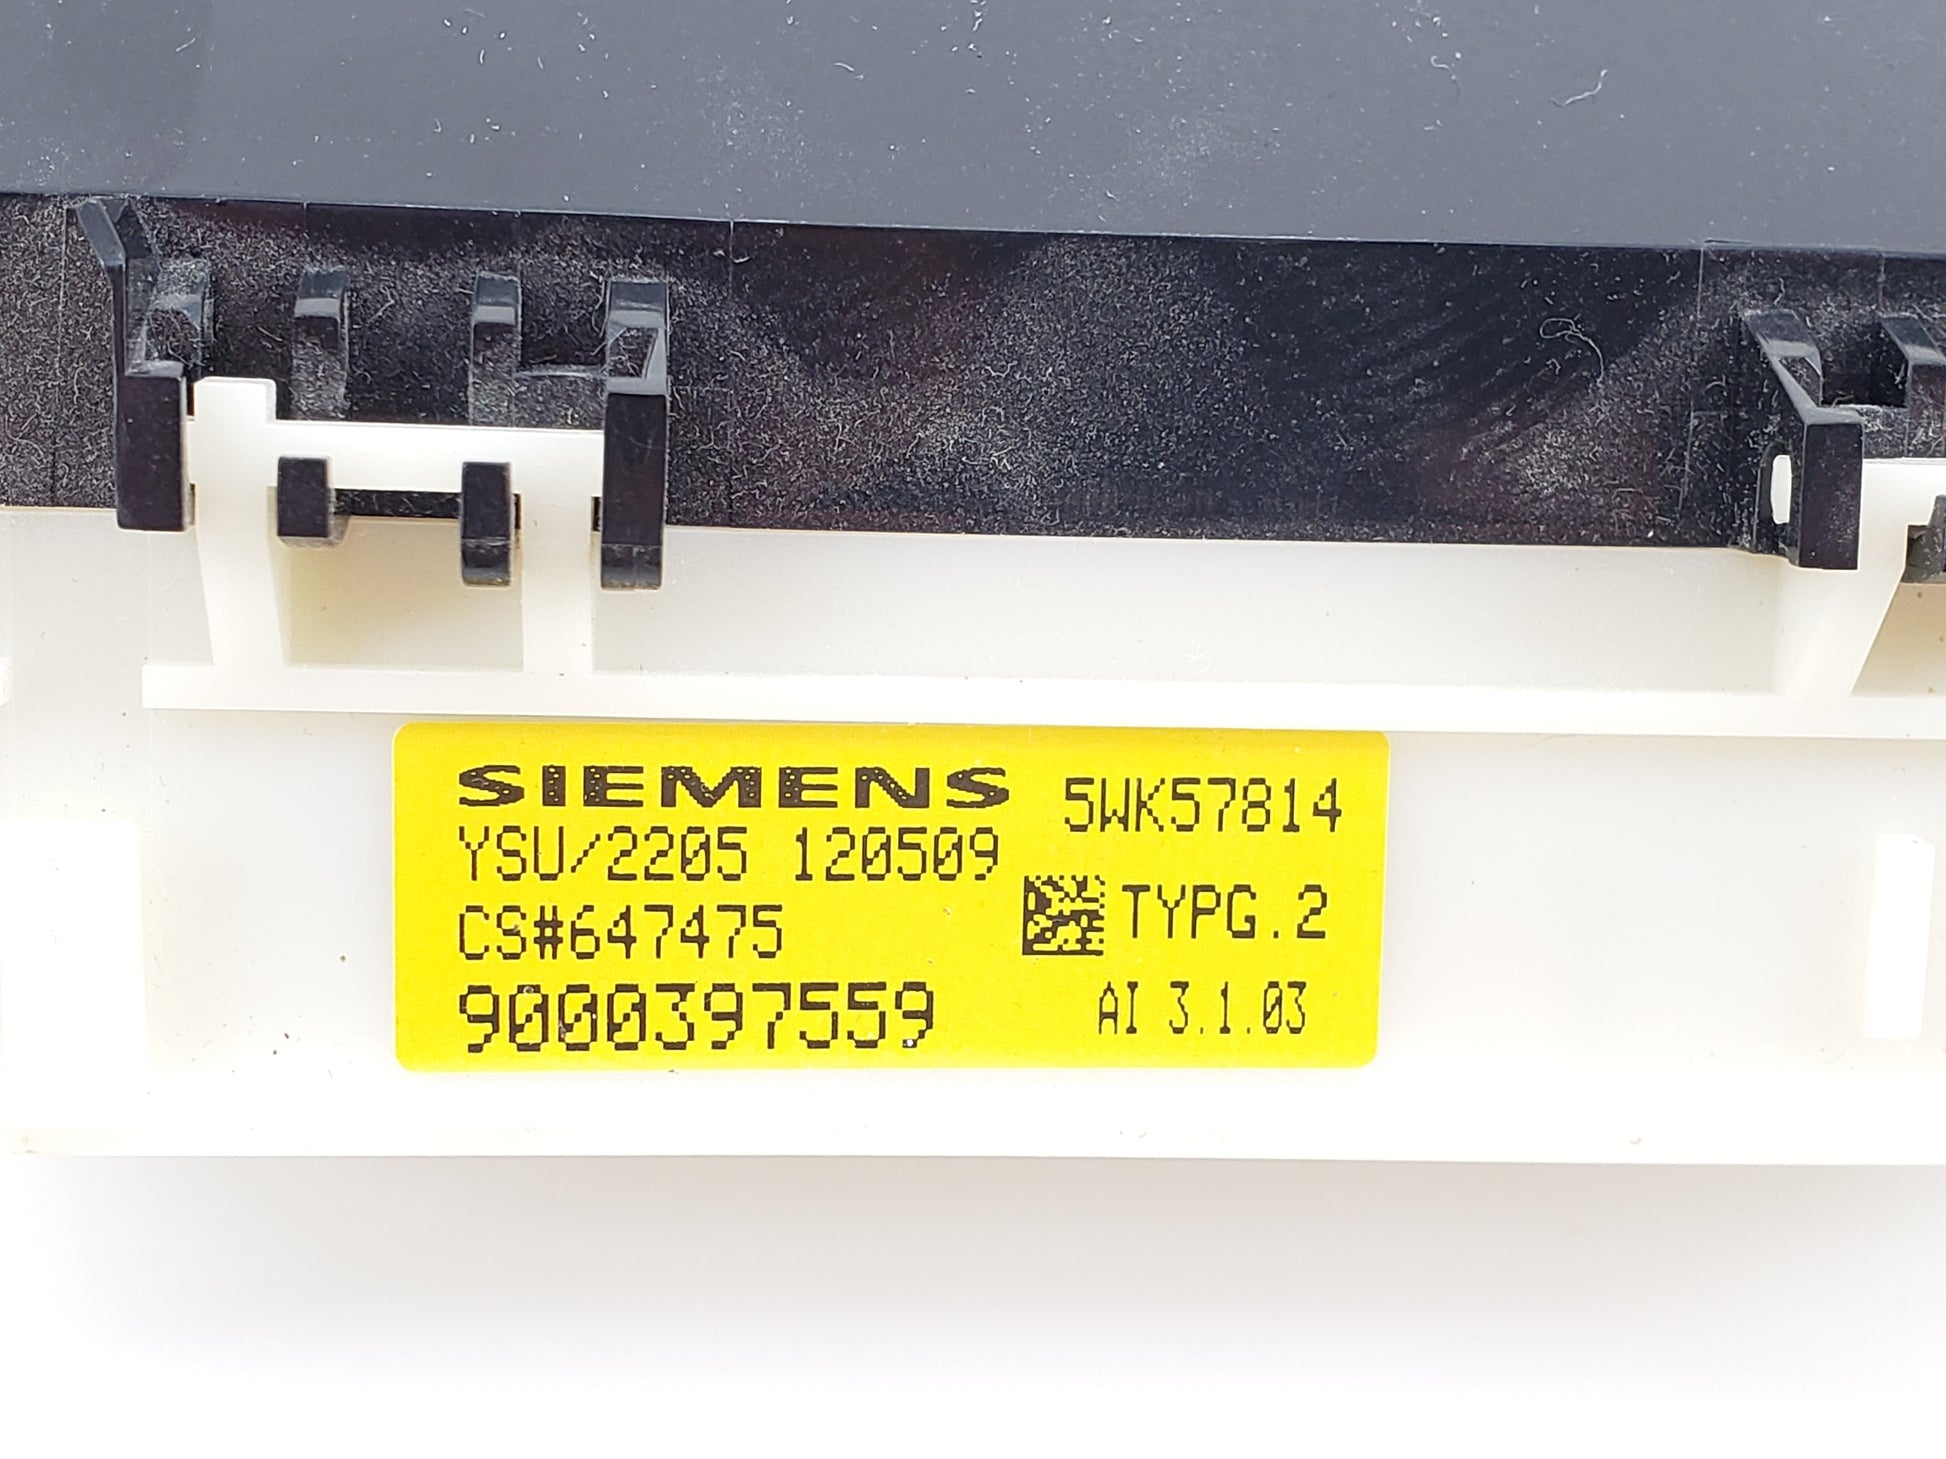 SIEMENS 5WK57814
YSU/2205 120509
CS#647475 TYPG.2
9000397559 AI 3.1.03